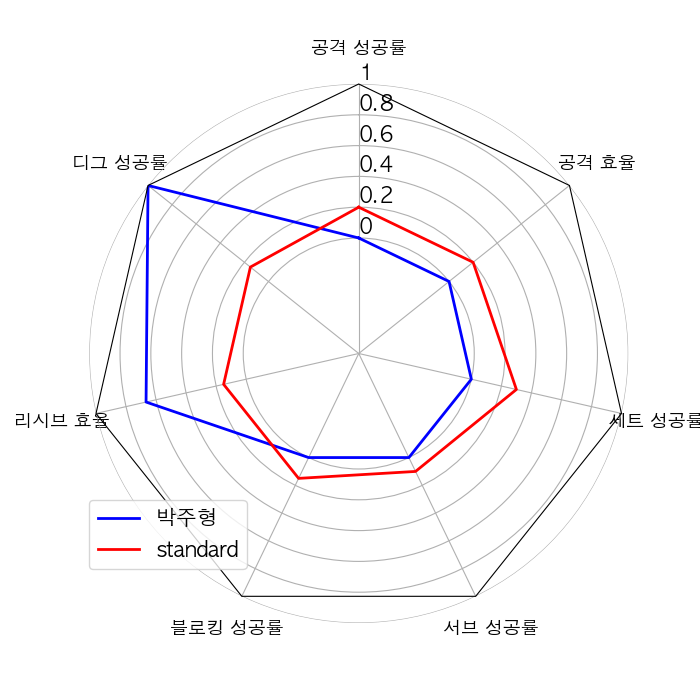 공격 성공률
1
0.8
0.6
0.4
0.2
0
디그 성공률
공격 효율
리시브 효율
세트 성공률
박주형
standard
블로킹 성공률
서브 성공률